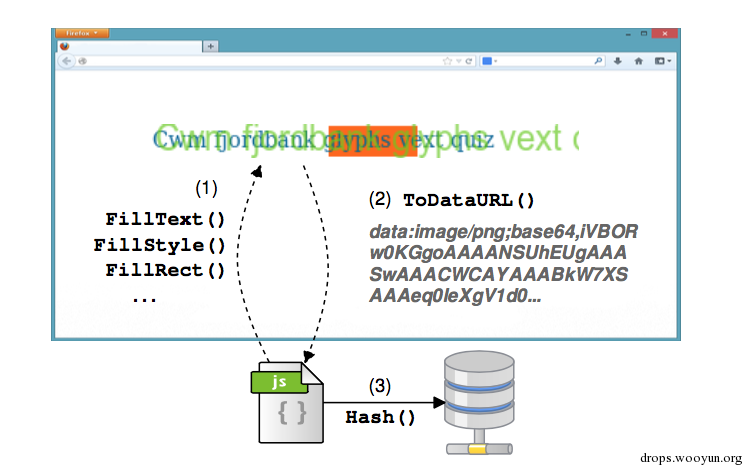 Firefox
Cwm fjordbank glyphs vext quiz
Cwm fjordbank glyphs vext
(1)
FillText()
FillStyle()
FillRect()
...
(2) ToDataURL()
data:image/png;base64,iVBOR
w0KGgoAAAANSUhEUgAAA
SwAAACWCAYAAABkW7XS
AAAeq0leXgV1d0...
js
{ }
(3)
Hash()
drops.wooyun.org